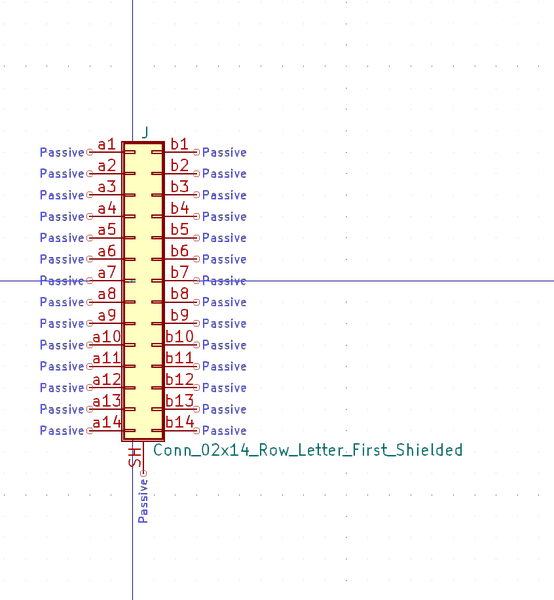 J
Passive a1 b1 Passive
Passive a2 b2 Passive
Passive a3 b3 Passive
Passive a4 b4 Passive
Passive a5 b5 Passive
Passive a6 b6 Passive
Passive a7 b7 Passive
Passive a8 b8 Passive
Passive a9 b9 Passive
Passive a10 b10 Passive
Passive a11 b11 Passive
Passive a12 b12 Passive
Passive a13 b13 Passive
Passive a14 b14 Passive
SH Conn_02x14_Row_Letter_First_Shielded
Passive